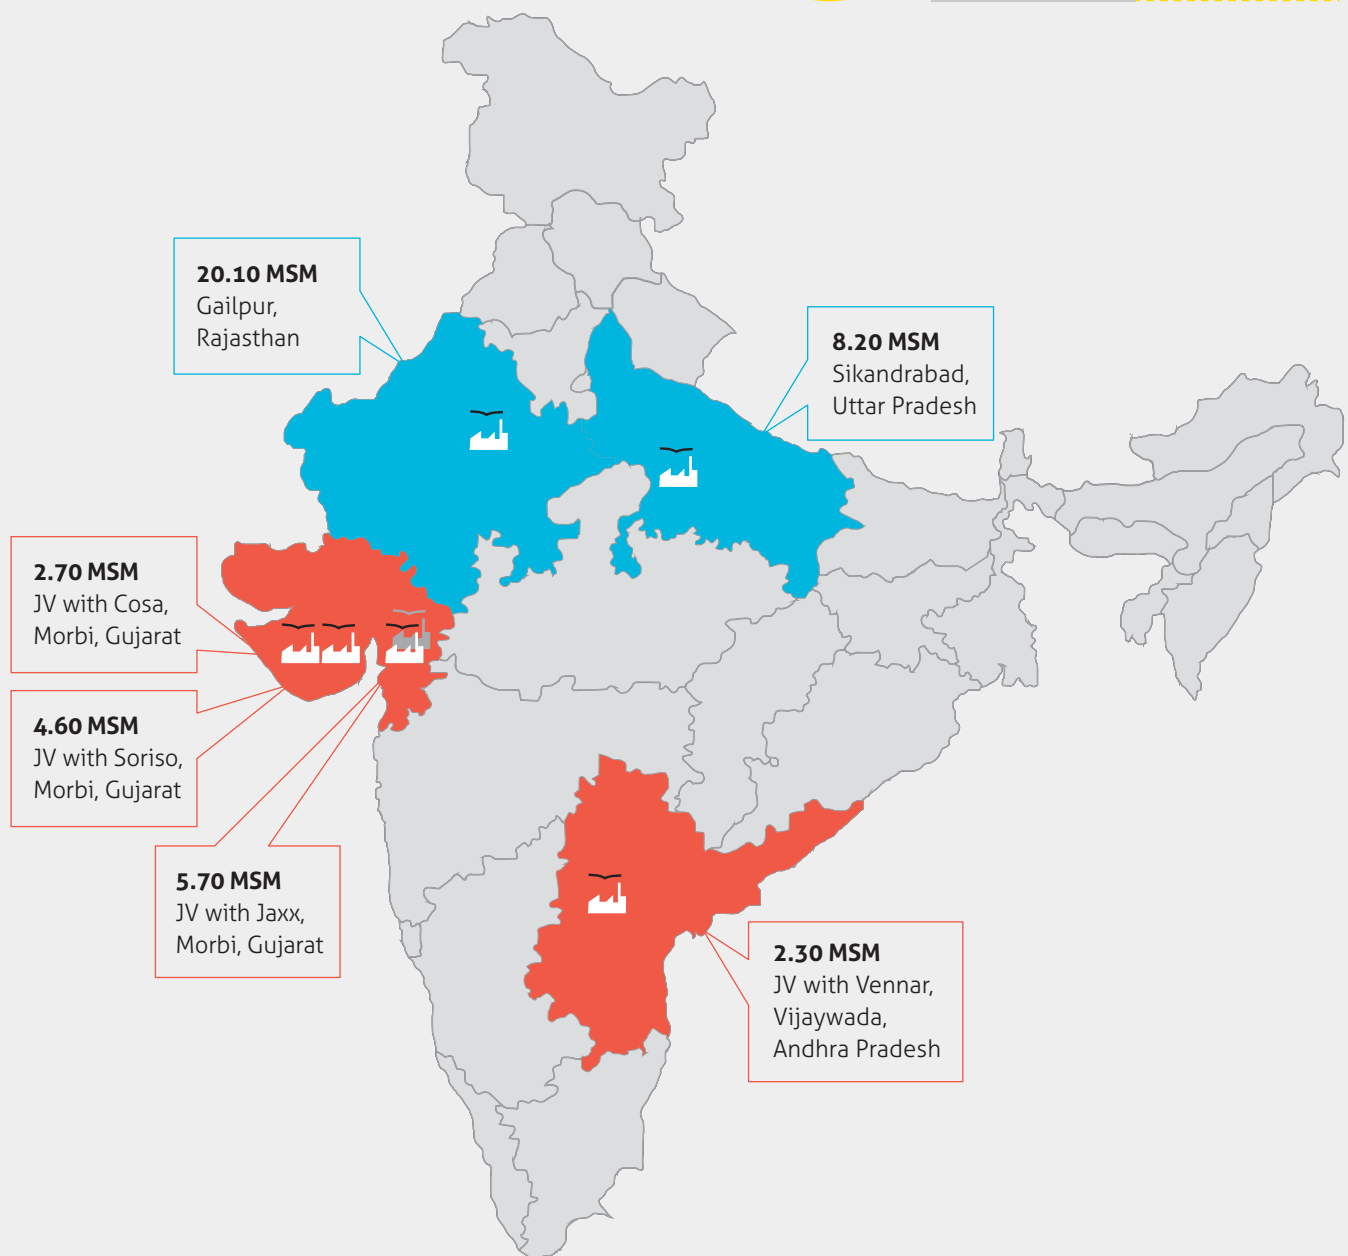 20.10 MSM
Gailpur,
Rajasthan
8.20 MSM
Sikandrabad,
Uttar Pradesh
2.70 MSM
JV with Cosa,
Morbi, Gujarat
4.60 MSM
JV with Soriso,
Morbi, Gujarat
5.70 MSM
JV with Jaxx,
Morbi, Gujarat
2.30 MSM
JV with Vennar,
Vijaywada,
Andhra Pradesh